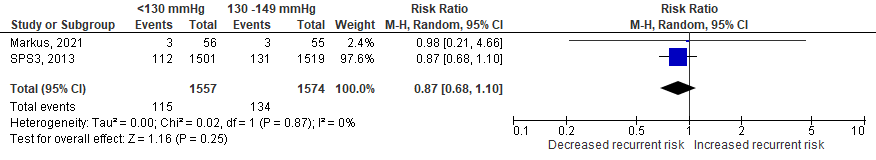 <130 mmHg 130 -149 mmHg Risk Ratio Risk Ratio
Study or Subgroup Events Total Events Total Weight M-H, Random, 95% CI M-H, Random, 95% CI
Markus, 2021 3 56 3 55 2.4% 0.98 [0.21, 4.66]
SPS3, 2013 112 1501 131 1519 97.6% 0.87 [0.68, 1.10]
Total (95% CI) 1557 1574 100.0% 0.87 [0.68, 1.10]
Total events 115 134
Heterogeneity: Tau² = 0.00; Chi² = 0.02, df = 1 (P = 0.87); I² = 0%
Test for overall effect: Z = 1.16 (P = 0.25)
0.1 0.2 0.5 1 2 5 10
Decreased recurrent risk Increased recurrent risk